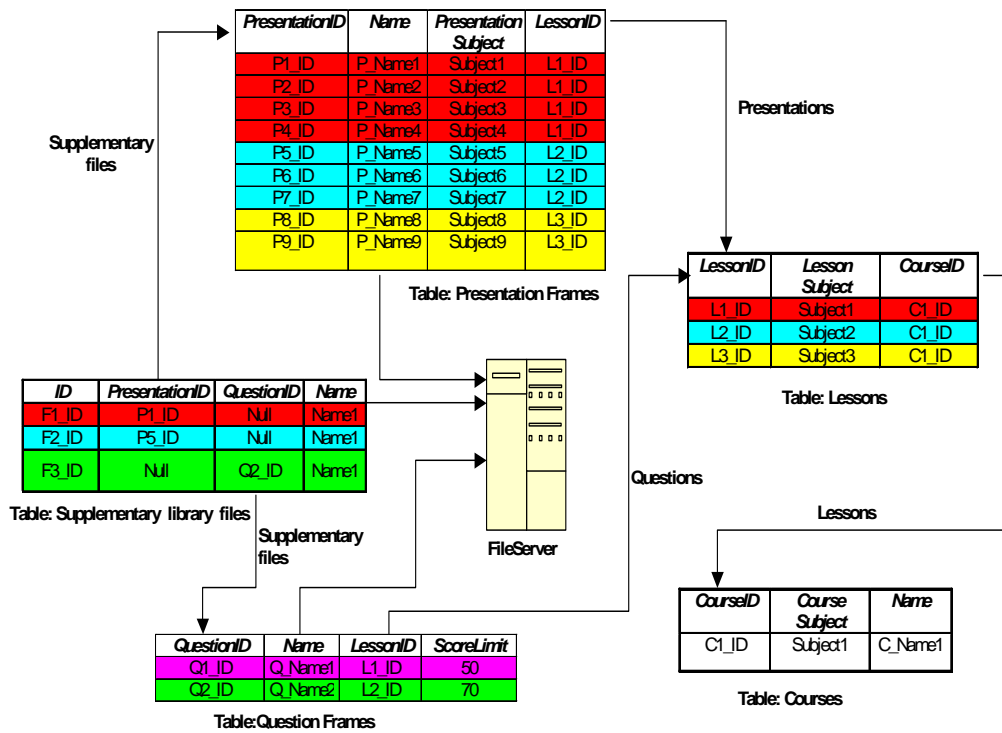 PresentationID Name Presentation Subject LessonID
P1_ID P_Name1 Subject1 L1_ID
P2_ID P_Name2 Subject2 L1_ID
P3_ID P_Name3 Subject3 L1_ID
P4_ID P_Name4 Subject4 L1_ID
P5_ID P_Name5 Subject5 L2_ID
P6_ID P_Name6 Subject6 L2_ID
P7_ID P_Name7 Subject7 L2_ID
P8_ID P_Name8 Subject8 L3_ID
P9_ID P_Name9 Subject9 L3_ID
Table: Presentation Frames
Supplementary
files
Presentations
LessonID Lesson Subject CourseID
L1_ID Subject1 C1_ID
L2_ID Subject2 C1_ID
L3_ID Subject3 C1_ID
Table: Lessons
ID PresentationID QuestionID Name
F1_ID P1_ID Null Name1
F2_ID P5_ID Null Name1
F3_ID Null Q2_ID Name1
Table: Supplementary library files
Supplementary
files
FileServer
Questions
Lessons
CourseID Course Subject Name
C1_ID Subject1 C_Name1
Table: Courses
QuestionID Name LessonID ScoreLimit
Q1_ID Q_Name1 L1_ID 50
Q2_ID Q_Name2 L2_ID 70
Table:Question Frames